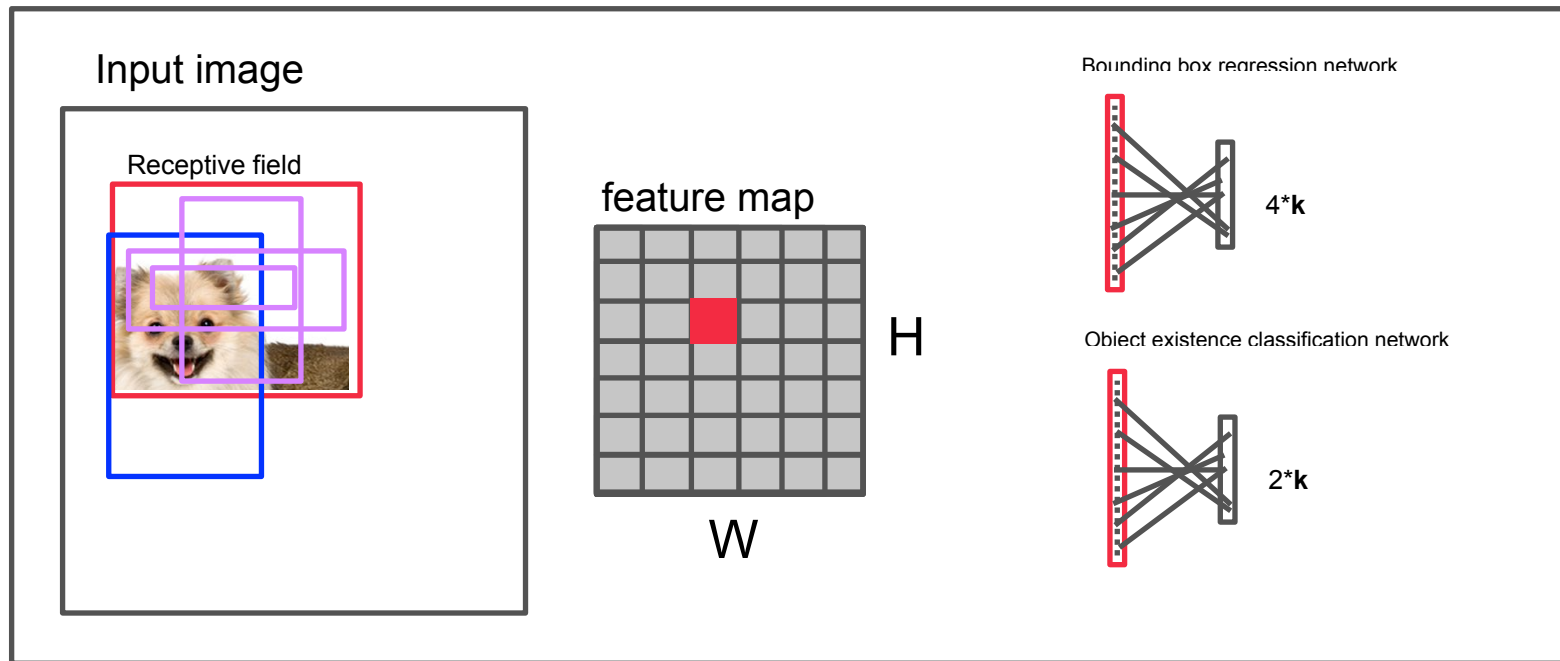 Input image
Receptive field
feature map
H
W
Bounding box regression network
4*k
Object existence classification network
2*k